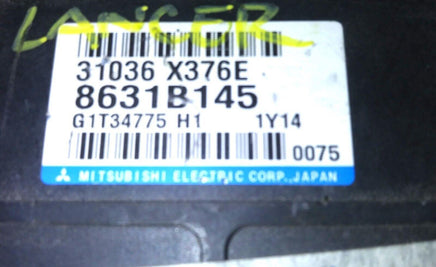 LANCER
31036 X376E
8631B145
G1T34775 H1 1Y14
0075
MITSUBISHI ELECTRIC CORP., JAPAN